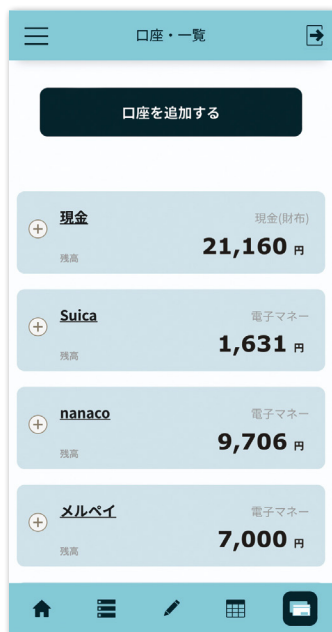 口座・一覧
口座を追加する
現金
現金(財布)
21,160 円
残高
Suica
電子マネー
1,631 円
残高
nanaco
電子マネー
9,706 円
残高
メルペイ
電子マネー
7,000 円
残高